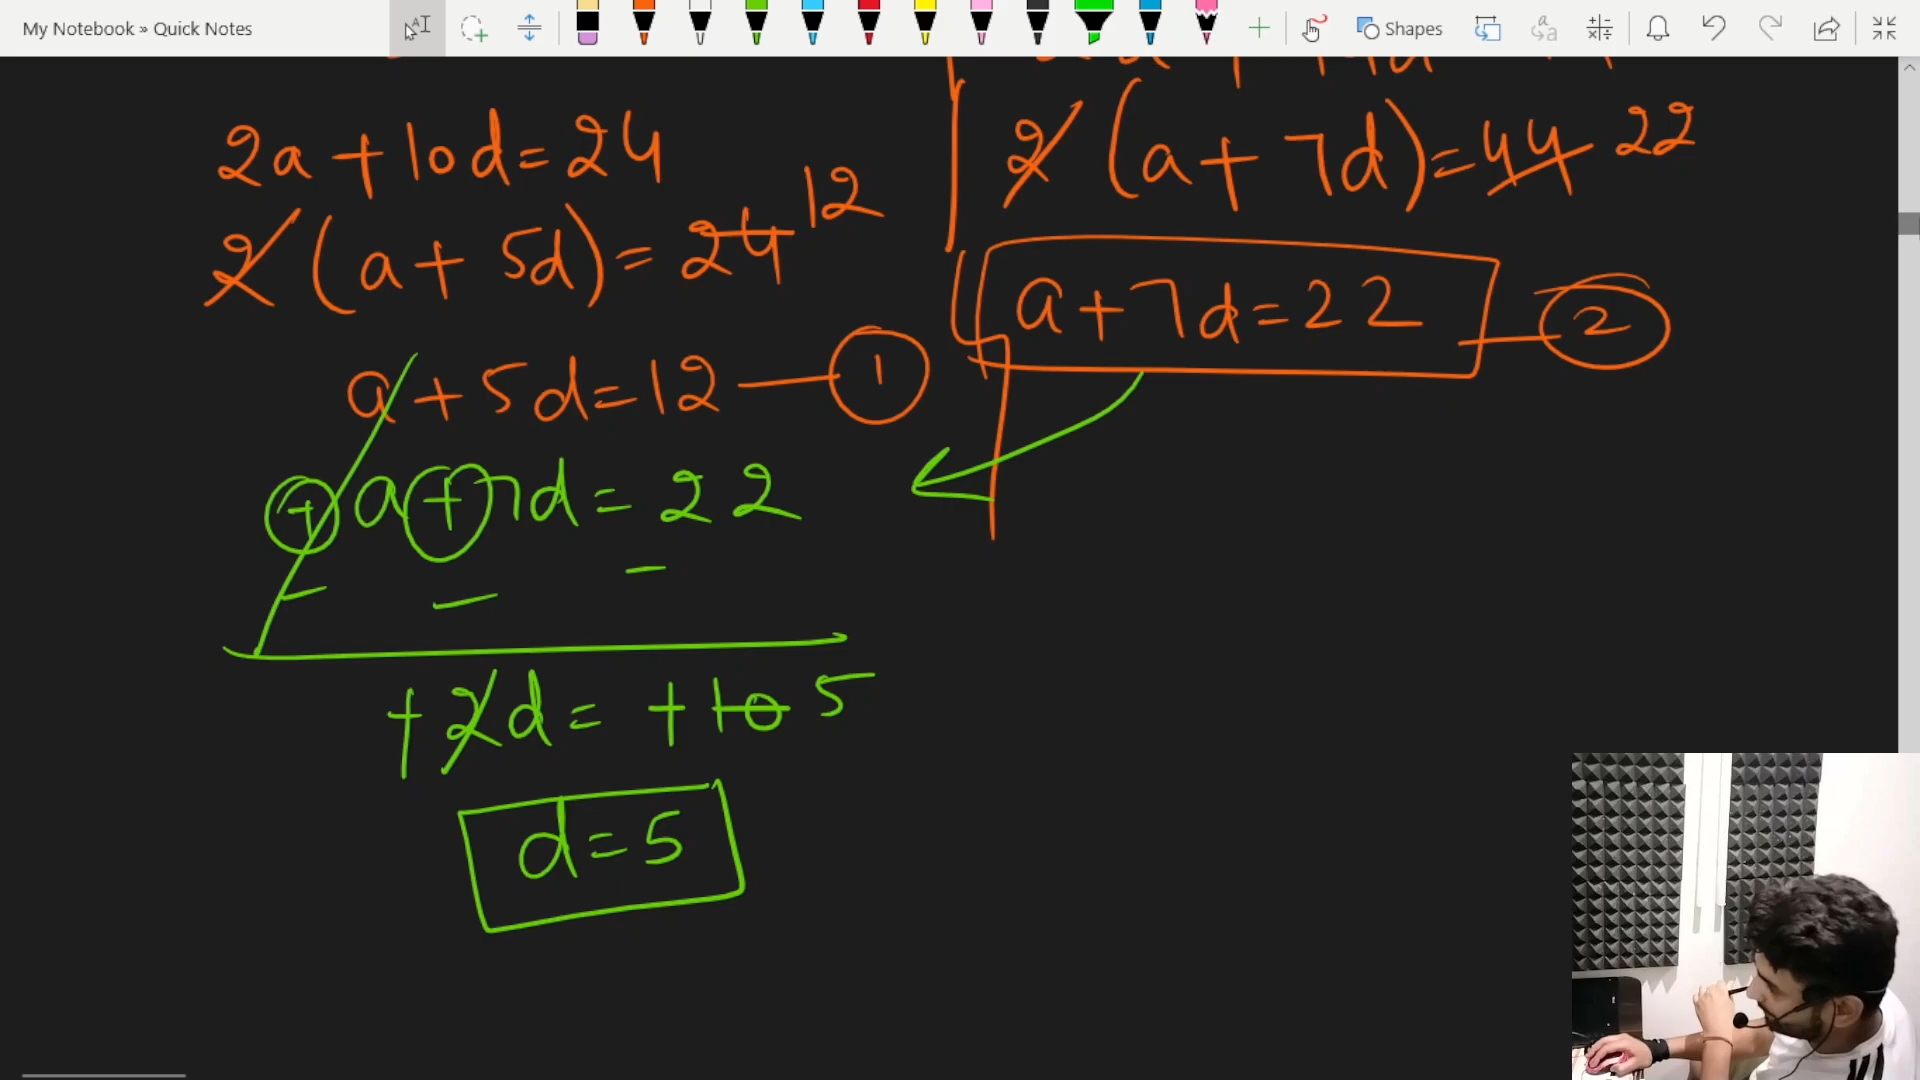 My Notebook » Quick Notes
Shapes
2a + 10d = 24
2 (a + 5d) = 24 12
a + 5d = 12 — 1
+ a + 7d = 22
− − −
+ 2d = + 10 5
d = 5
2 (a + 7d) = 44 22
a + 7d = 22 — 2